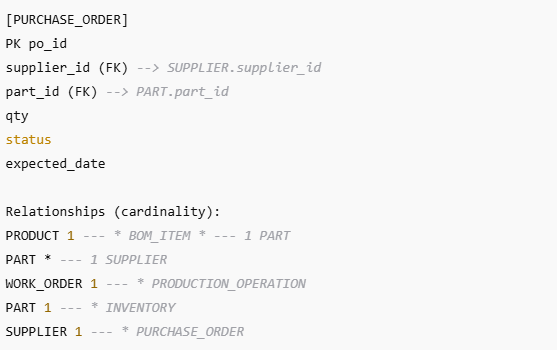 [PURCHASE_ORDER]
PK po_id
supplier_id (FK) --> SUPPLIER.supplier_id
part_id (FK) --> PART.part_id
qty
status
expected_date
Relationships (cardinality):
PRODUCT 1 --- * BOM_ITEM * --- 1 PART
PART * --- 1 SUPPLIER
WORK_ORDER 1 --- * PRODUCTION_OPERATION
PART 1 --- * INVENTORY
SUPPLIER 1 --- * PURCHASE_ORDER